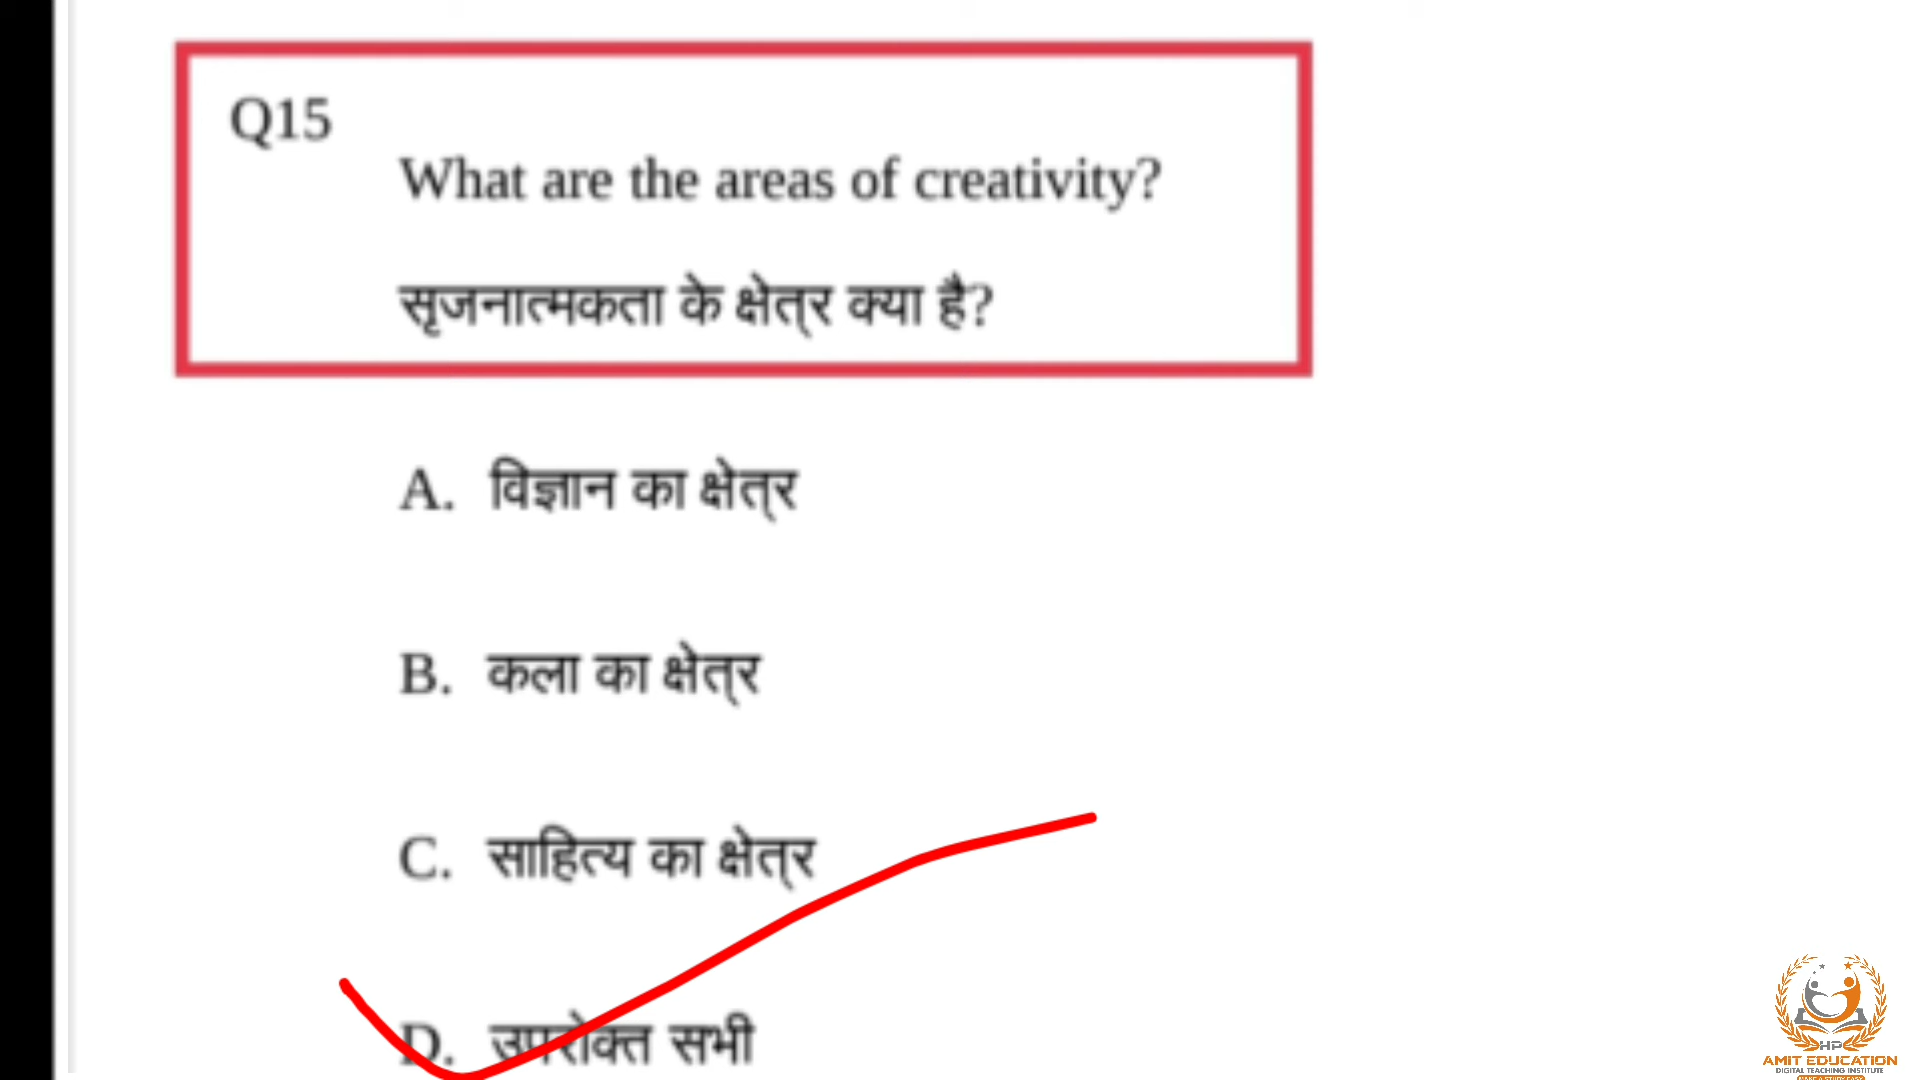 Q15
What are the areas of creativity?
सृजनात्मकता के क्षेत्र क्या है?
A. विज्ञान का क्षेत्र
B. कला का क्षेत्र
C. साहित्य का क्षेत्र
D. उपरोक्त सभी
HP
AMIT EDUCATION
DIGITAL TEACHING INSTITUTE